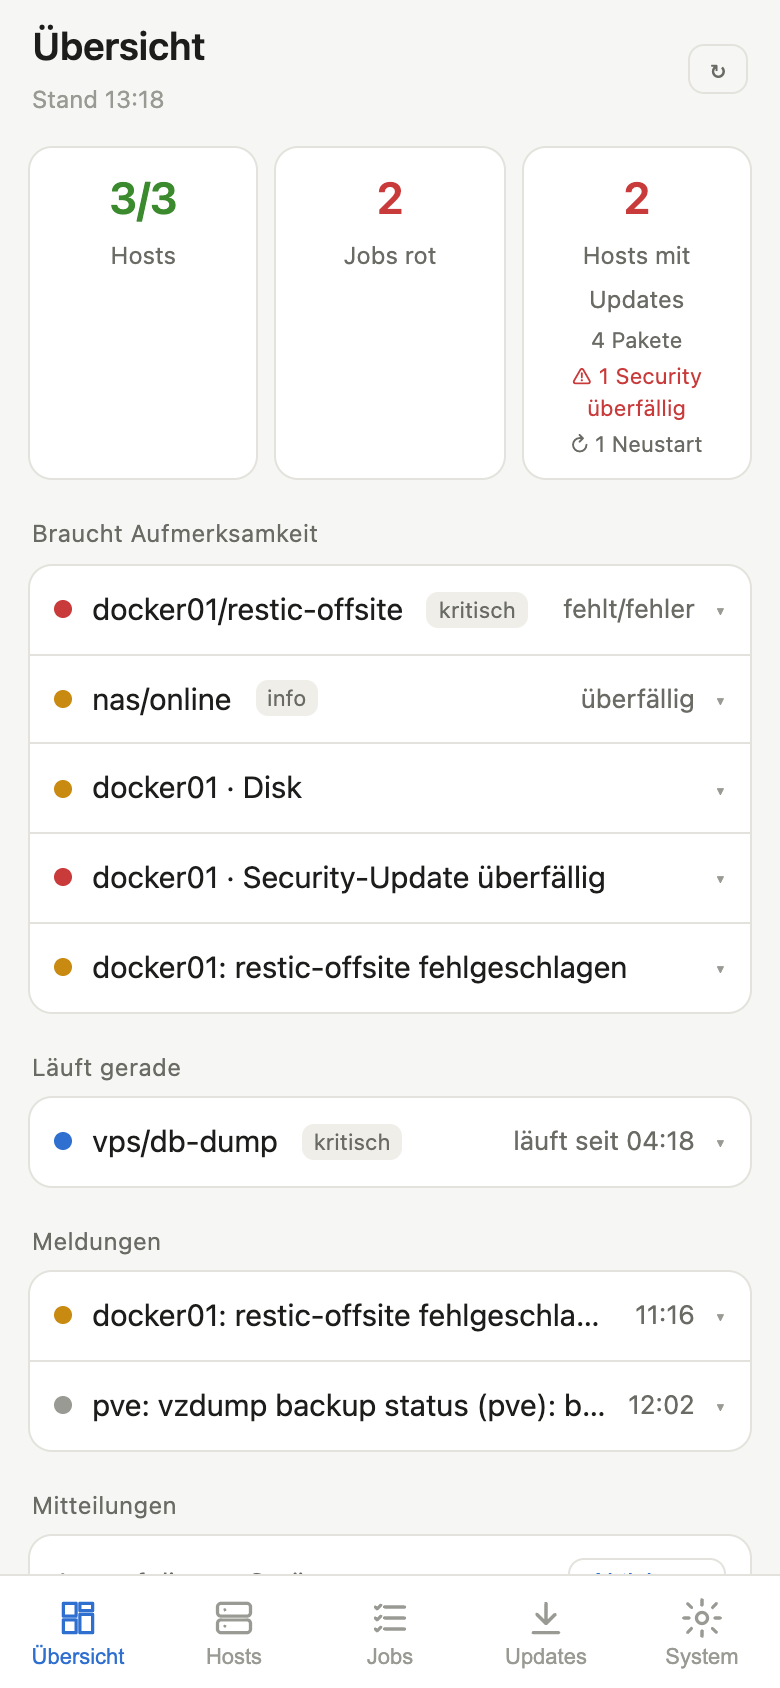 Übersicht
Stand 13:18
↻
3/3
Hosts
2
Jobs rot
2
Hosts mit
Updates
4 Pakete
⚠ 1 Security
überfällig
↻ 1 Neustart
Braucht Aufmerksamkeit
docker01/restic-offsite kritisch fehlt/fehler ▾
nas/online info überfällig ▾
docker01 · Disk ▾
docker01 · Security-Update überfällig ▾
docker01: restic-offsite fehlgeschlagen ▾
Läuft gerade
vps/db-dump kritisch läuft seit 04:18 ▾
Meldungen
docker01: restic-offsite fehlgeschla... 11:16 ▾
pve: vzdump backup status (pve): b... 12:02 ▾
Mitteilungen
Übersicht Hosts Jobs Updates System